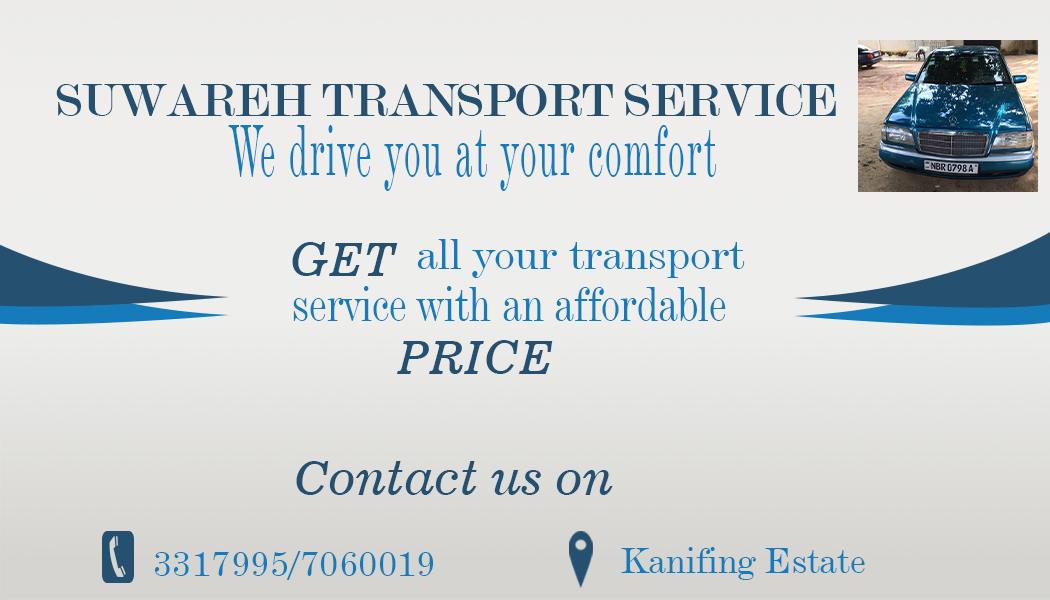 SUWAREH TRANSPORT SERVICE
We drive you at your comfort
NBR 0798 A
GET all your transport
service with an affordable
PRICE
Contact us on
3317995/7060019
Kanifing Estate